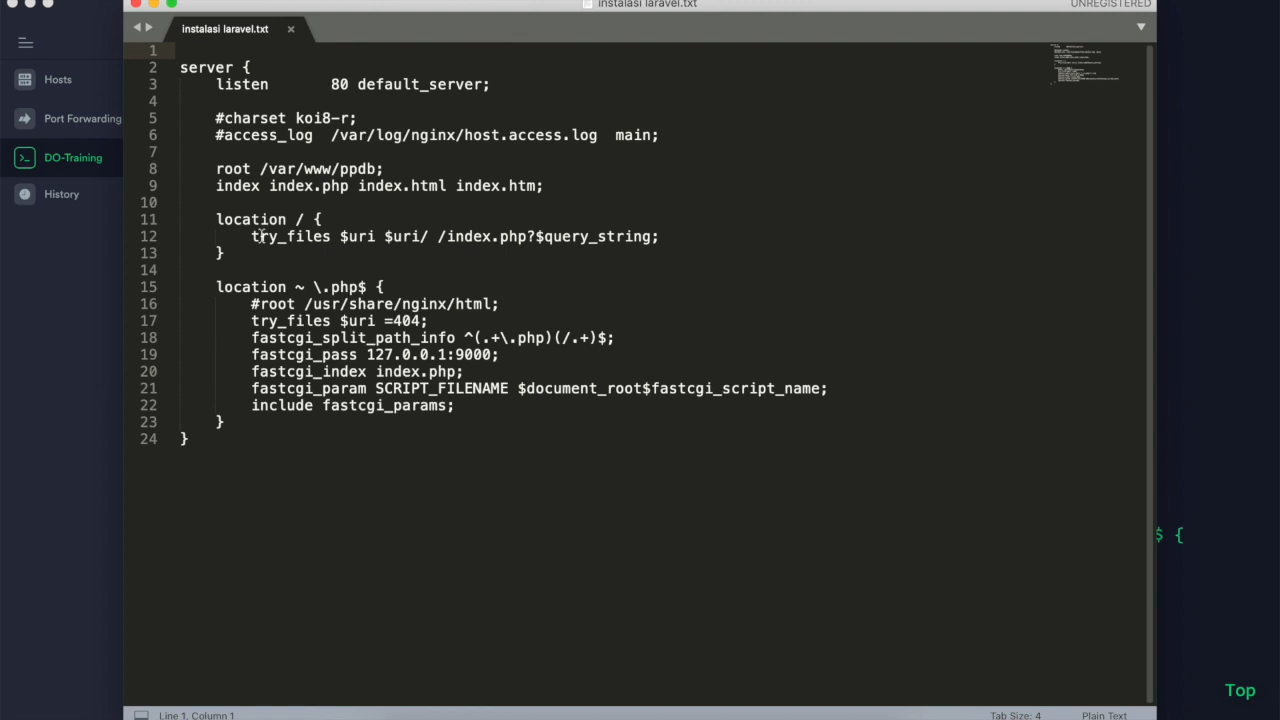 instalasi laravel.txt
UNREGISTERED
instalasi laravel.txt ×
Hosts
Port Forwarding
DO-Training
History
1
2 server {
3 listen 80 default_server;
4
5 #charset koi8-r;
6 #access_log /var/log/nginx/host.access.log main;
7
8 root /var/www/ppdb;
9 index index.php index.html index.htm;
10
11 location / {
12 try_files $uri $uri/ /index.php?$query_string;
13 }
14
15 location ~ \.php$ {
16 #root /usr/share/nginx/html;
17 try_files $uri =404;
18 fastcgi_split_path_info ^(.+\.php)(/.+)$;
19 fastcgi_pass 127.0.0.1:9000;
20 fastcgi_index index.php;
21 fastcgi_param SCRIPT_FILENAME $document_root$fastcgi_script_name;
22 include fastcgi_params;
23 }
24 }
$ {
Top
Line 1, Column 1
Tab Size: 4
Plain Text